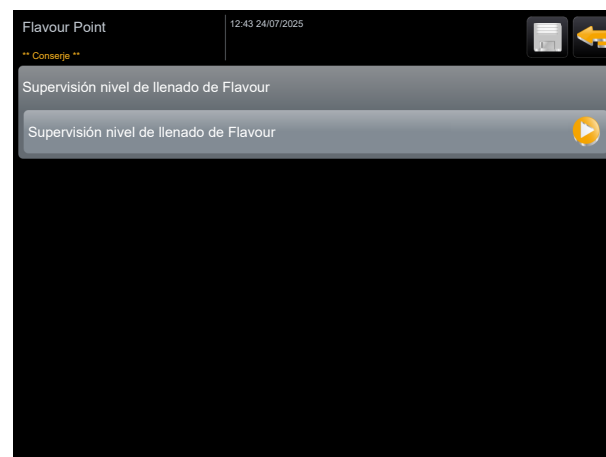 Flavour Point
12:43 24/07/2025
** Conserje **
Supervisión nivel de llenado de Flavour
Supervisión nivel de llenado de Flavour